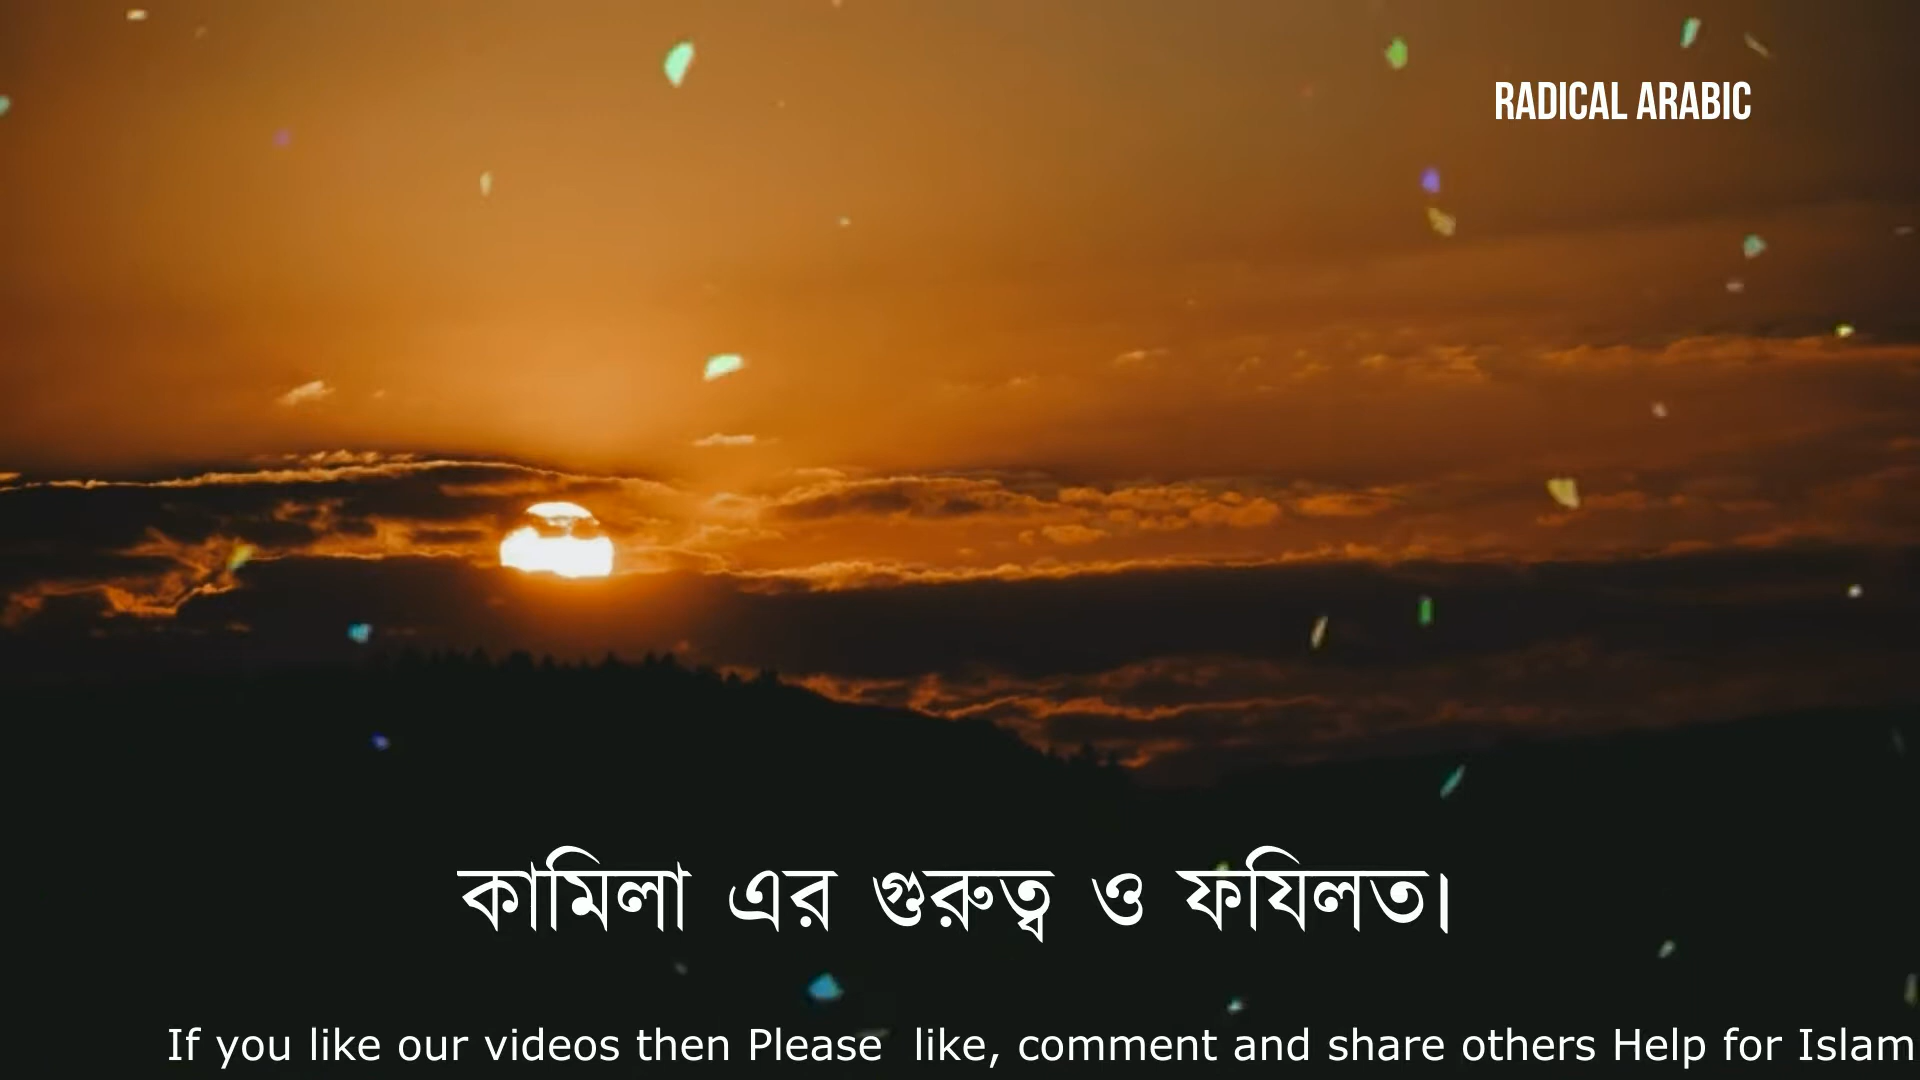 RADICAL ARABIC
কামিলা এর গুরুত্ব ও ফযিলত।
If you like our videos then Please like, comment and share others Help for Islam